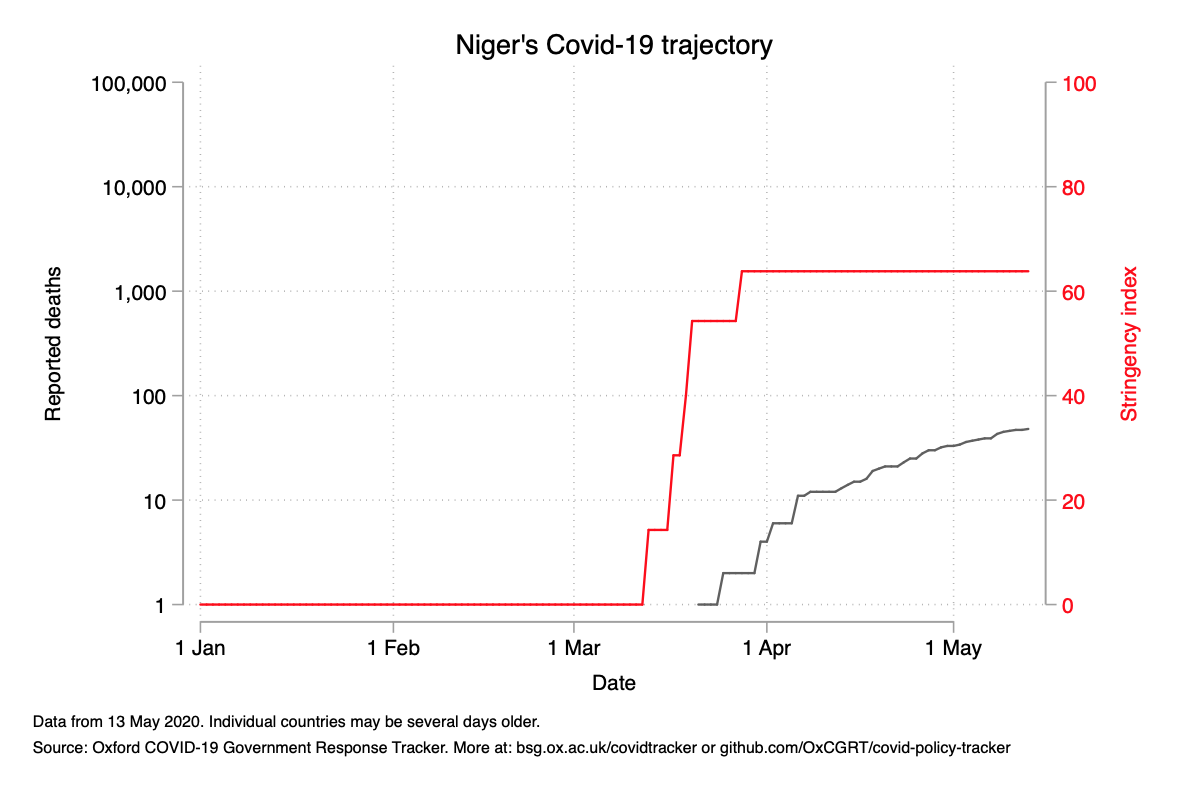 Niger's Covid-19 trajectory
100,000
10,000
1,000
100
10
1
Reported deaths
100
80
60
40
20
0
Stringency index
1 Jan
1 Feb
1 Mar
1 Apr
1 May
Date
Data from 13 May 2020. Individual countries may be several days older.
Source: Oxford COVID-19 Government Response Tracker. More at: bsg.ox.ac.uk/covidtracker or github.com/OxCGRT/covid-policy-tracker